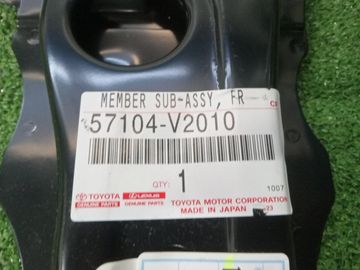 MEMBER SUB-ASSY, FR
57104-V2010
QTY: 1
1007
TOYOTA LEXUS
GENUINE PARTS GENUINE PARTS
TOYOTA MOTOR CORPORATION
MADE IN JAPAN 23